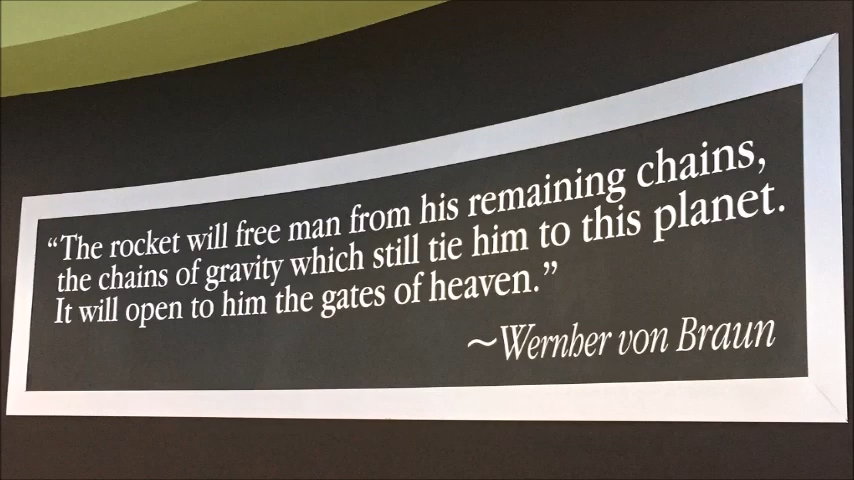 “The rocket will free man from his remaining chains,
the chains of gravity which still tie him to this planet.
It will open to him the gates of heaven.”
~Wernher von Braun